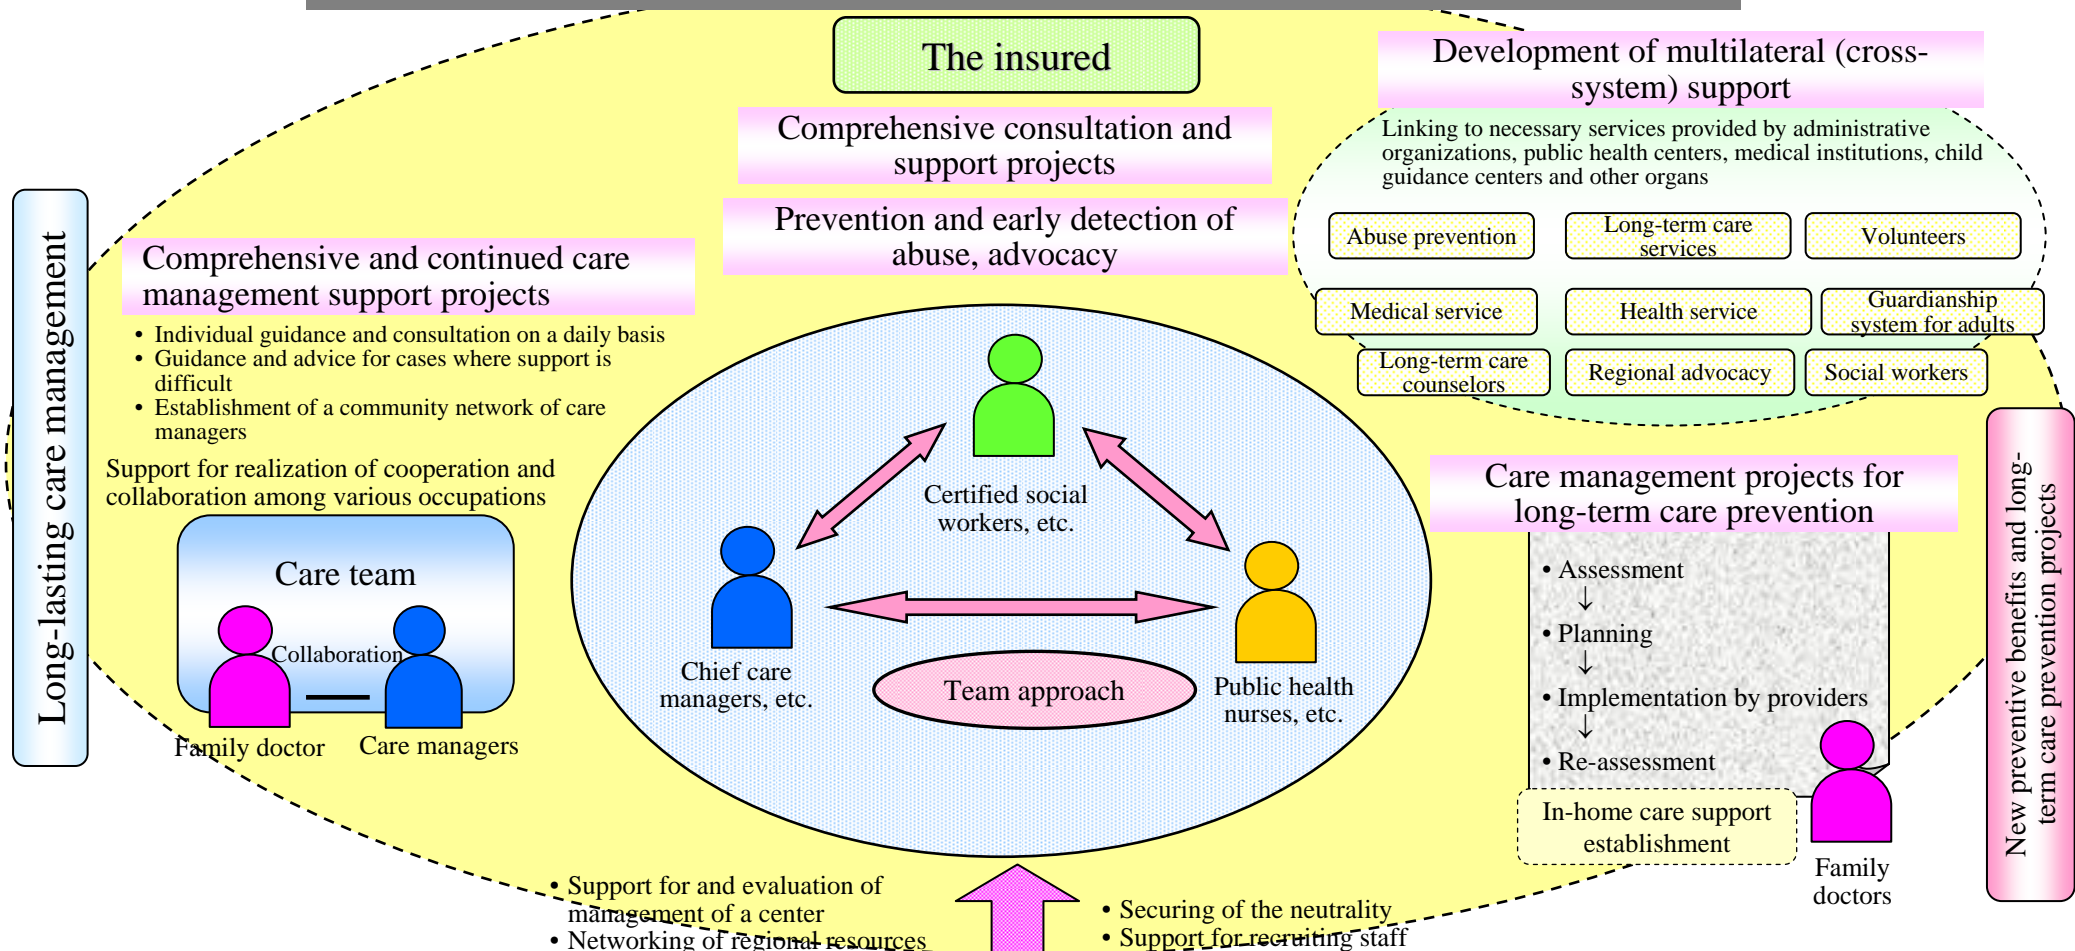 The insured
Development of multilateral (cross-
system) support
Comprehensive consultation and
support projects
Linking to necessary services provided by administrative
organizations, public health centers, medical institutions, child
guidance centers and other organs
Prevention and early detection of
abuse, advocacy
Abuse prevention
Long-term care
services
Volunteers
Medical service
Health service
Guardianship
system for adults
Long-term care
counselors
Regional advocacy
Social workers
Long-lasting care management
Comprehensive and continued care
management support projects
• Individual guidance and consultation on a daily basis
• Guidance and advice for cases where support is
difficult
• Establishment of a community network of care
managers
Support for realization of cooperation and
collaboration among various occupations
Care team
Collaboration
Family doctor
Care managers
Certified social
workers, etc.
Chief care
managers, etc.
Team approach
Public health
nurses, etc.
Care management projects for
long-term care prevention
• Assessment
↓
• Planning
↓
• Implementation by providers
↓
• Re-assessment
In-home care support
establishment
Family
doctors
New preventive benefits and long-
term care prevention projects
• Support for and evaluation of
management of a center
• Networking of regional resources
• Securing of the neutrality
• Support for recruiting staff